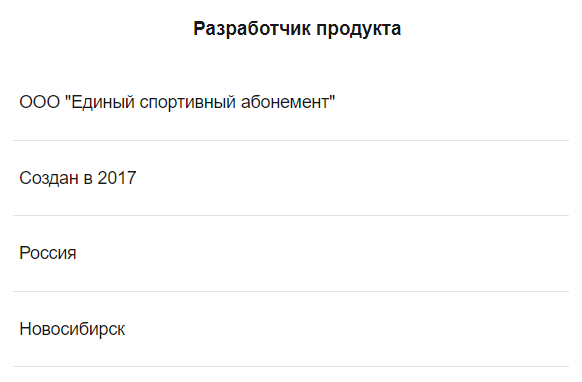 Разработчик продукта
ООО "Единый спортивный абонемент"
Создан в 2017
Россия
Новосибирск